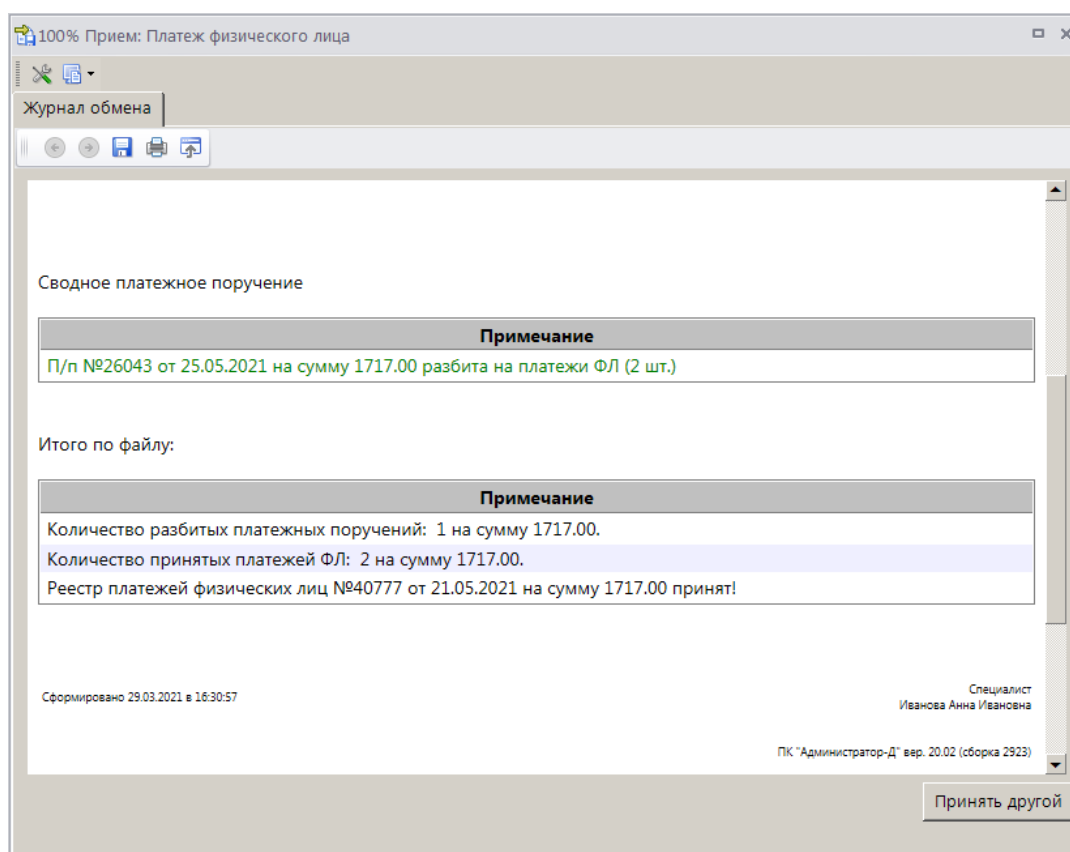 100% Прием: Платеж физического лица
Журнал обмена
Сводное платежное поручение
Примечание
П/п №26043 от 25.05.2021 на сумму 1717.00 разбита на платежи ФЛ (2 шт.)
Итого по файлу:
Примечание
Количество разбитых платежных поручений: 1 на сумму 1717.00.
Количество принятых платежей ФЛ: 2 на сумму 1717.00.
Реестр платежей физических лиц №40777 от 21.05.2021 на сумму 1717.00 принят!
Сформировано 29.03.2021 в 16:30:57
Специалист
Иванова Анна Ивановна
ПК "Администратор-Д" вер. 20.02 (сборка 2923)
Принять другой